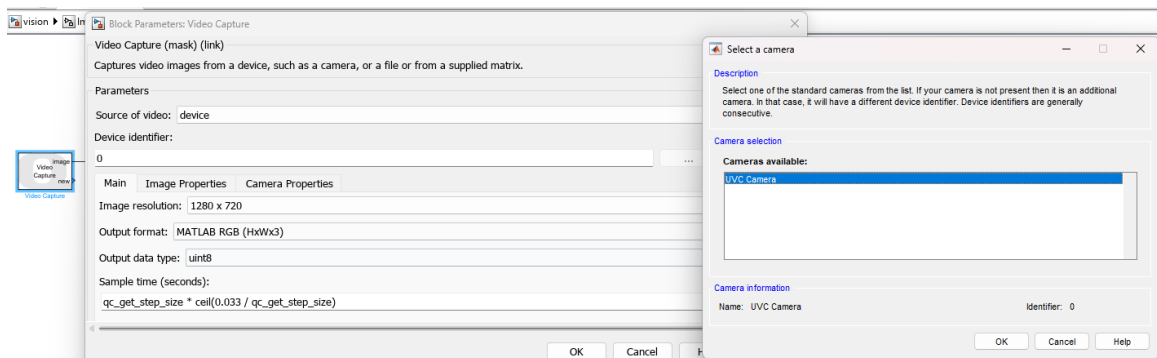 vision
Im
Block Parameters: Video Capture
Video Capture (mask) (link)
Captures video images from a device, such as a camera, or a file or from a supplied matrix.
Parameters
Source of video: device
Device identifier:
0
...
Main Image Properties Camera Properties
Image resolution: 1280 x 720
Output format: MATLAB RGB (HxWx3)
Output data type: uint8
Sample time (seconds):
qc_get_step_size * ceil(0.033 / qc_get_step_size)
OK Cancel H
image
Video
Capture
new
Video Capture
Select a camera
Description
Select one of the standard cameras from the list. If your camera is not present then it is an additional
camera. In that case, it will have a different device identifier. Device identifiers are generally
consecutive.
Camera selection
Cameras available:
UVC Camera
Camera information
Name: UVC Camera Identifier: 0
OK Cancel Help